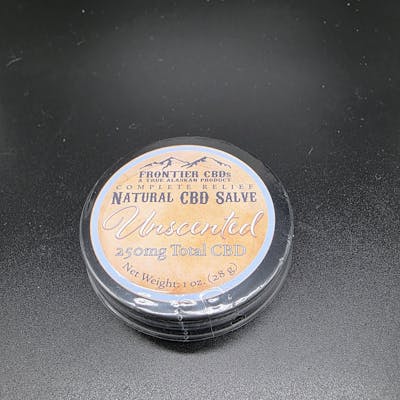 FRONTIER CBDs
A TRUE ALASKAN PRODUCT
COMPLETE RELIEF
NATURAL CBD SALVE
Unscented
250mg Total CBD
Net Weight: 1 oz. (28 g)